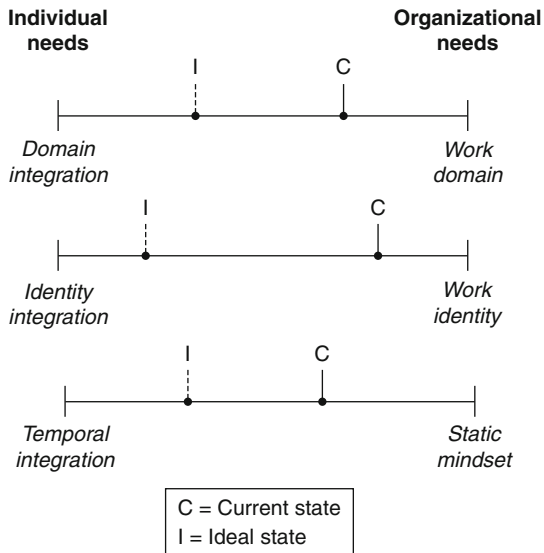 Individual
needs
Organizational
needs
I
C
Domain
integration
Work
domain
I
C
Identity
integration
Work
identity
I
C
Temporal
integration
Static
mindset
C = Current state
I = Ideal state